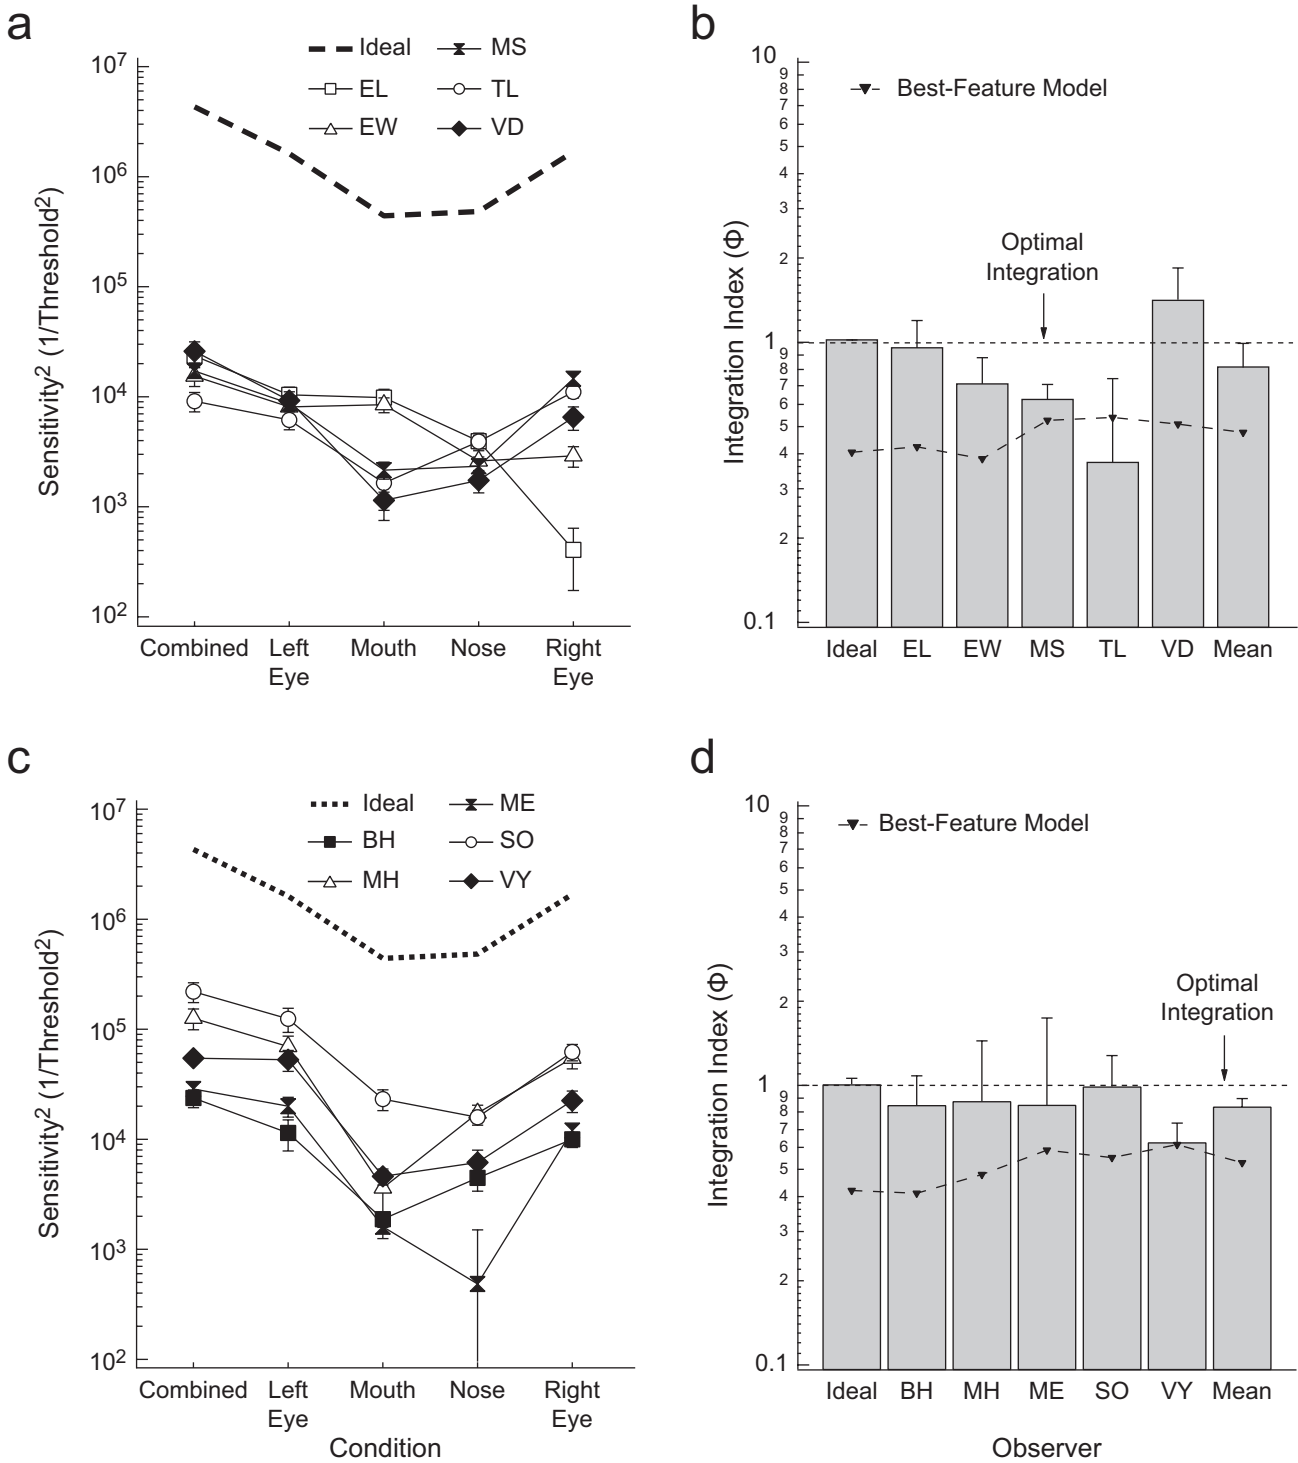 a
Ideal
MS
EL
TL
EW
VD
Sensitivity² (1/Threshold²)
10⁷
10⁶
10⁵
10⁴
10³
10²
Combined
Left
Eye
Mouth
Nose
Right
Eye
b
Best-Feature Model
Optimal
Integration
Integration Index (Φ)
10
9
8
7
6
5
4
3
2
1
9
8
7
6
5
4
3
2
0.1
Ideal
EL
EW
MS
TL
VD
Mean
c
Ideal
ME
BH
SO
MH
VY
Sensitivity² (1/Threshold²)
10⁷
10⁶
10⁵
10⁴
10³
10²
Combined
Left
Eye
Mouth
Nose
Right
Eye
Condition
d
Best-Feature Model
Optimal
Integration
Integration Index (Φ)
10
9
8
7
6
5
4
3
2
1
9
8
7
6
5
4
3
2
0.1
Ideal
BH
MH
ME
SO
VY
Mean
Observer